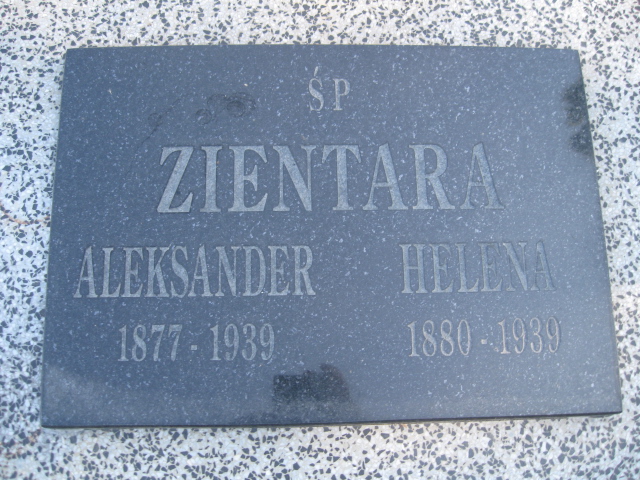 ŚP
ZIENTARA
ALEKSANDER HELENA
1877 - 1939 1880 - 1939